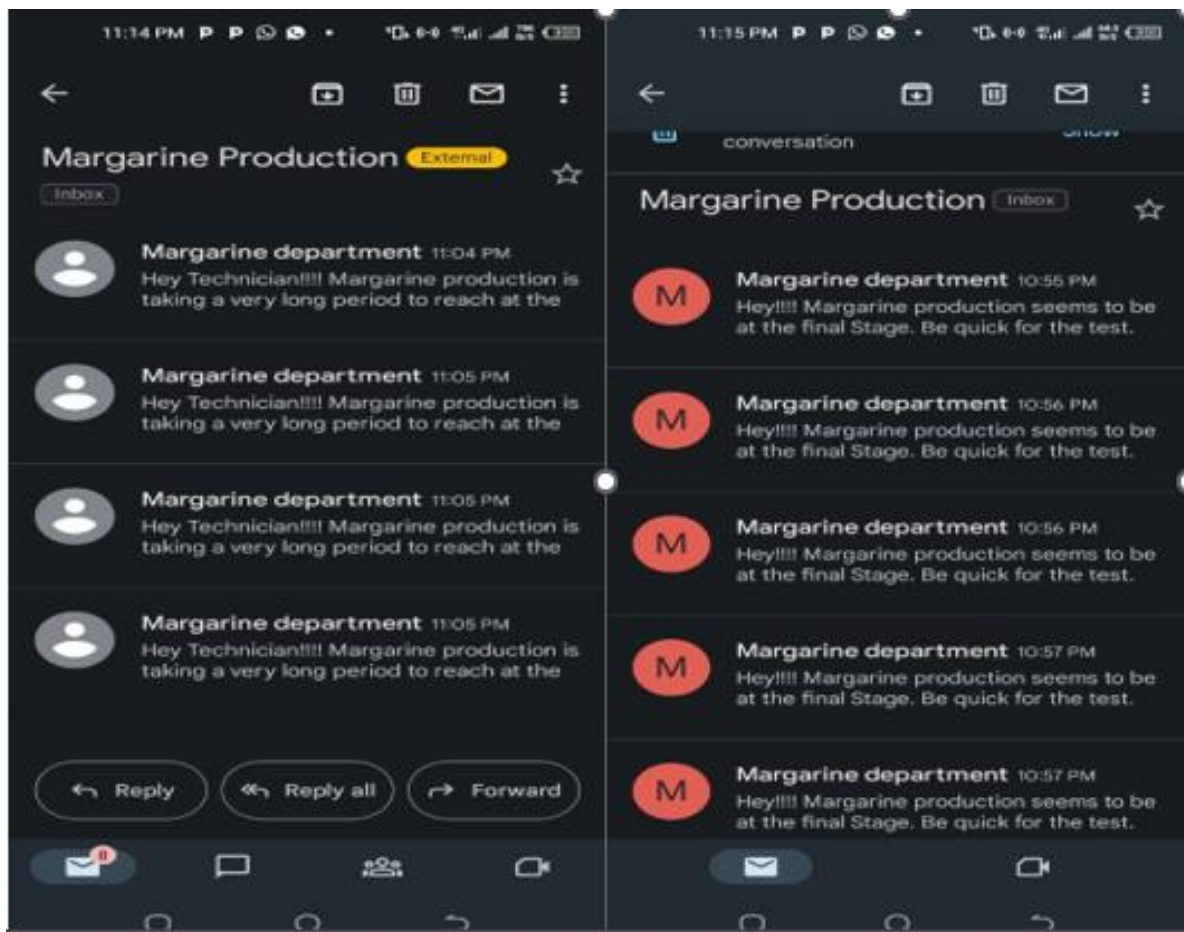 11:14 PM P P
Margarine Production External
Inbox
Margarine department 11:04 PM
Hey Technician!!!! Margarine production is
taking a very long period to reach at the
Margarine department 11:05 PM
Hey Technician!!!! Margarine production is
taking a very long period to reach at the
Margarine department 11:05 PM
Hey Technician!!!! Margarine production is
taking a very long period to reach at the
Margarine department 11:05 PM
Hey Technician!!!! Margarine production is
taking a very long period to reach at the
Reply
Reply all
Forward
11:15 PM P P
conversation
Show
Margarine Production Inbox
M
Margarine department 10:55 PM
Hey!!!! Margarine production seems to be
at the final Stage. Be quick for the test.
M
Margarine department 10:56 PM
Hey!!!! Margarine production seems to be
at the final Stage. Be quick for the test.
M
Margarine department 10:56 PM
Hey!!!! Margarine production seems to be
at the final Stage. Be quick for the test.
M
Margarine department 10:57 PM
Hey!!!! Margarine production seems to be
at the final Stage. Be quick for the test.
M
Margarine department 10:57 PM
Hey!!!! Margarine production seems to be
at the final Stage. Be quick for the test.